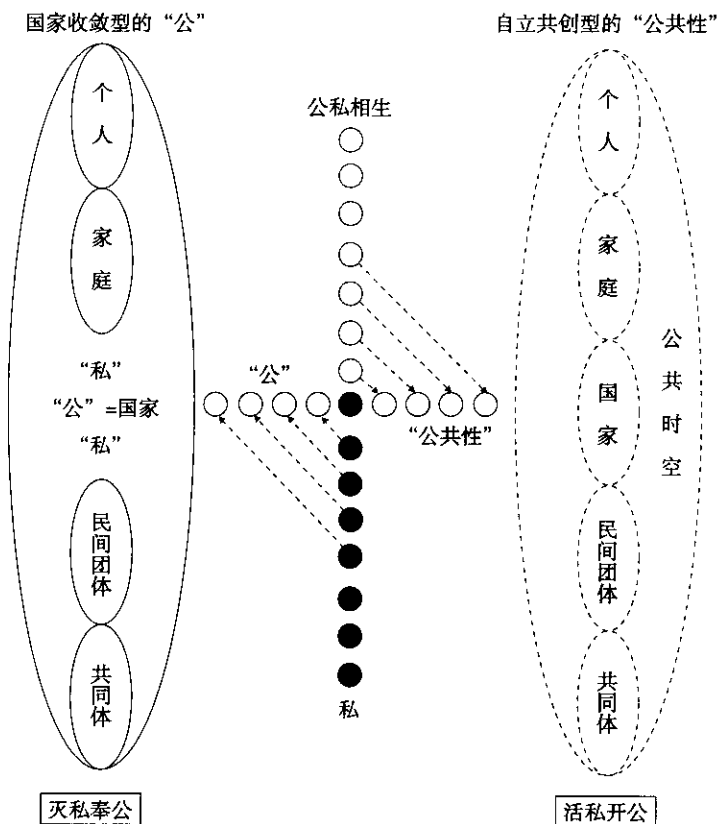 国家收敛型的“公”
自立共创型的“公共性”
个人
家庭
“私”
“公”=国家
“私”
民间团体
共同体
灭私奉公
公私相生
“公”
“公共性”
私
个人
家庭
国家
民间团体
共同体
公共时空
活私开公